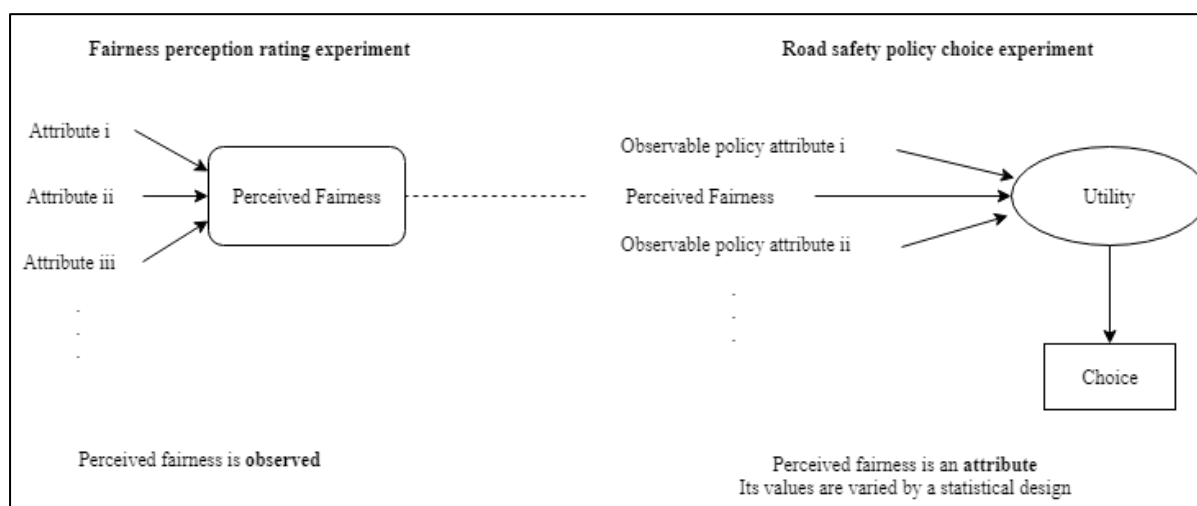 Fairness perception rating experiment
Attribute i
Attribute ii
Attribute iii
.
.
.
Perceived Fairness
Perceived fairness is observed
Road safety policy choice experiment
Observable policy attribute i
Perceived Fairness
Observable policy attribute ii
.
.
.
Utility
Choice
Perceived fairness is an attribute
Its values are varied by a statistical design